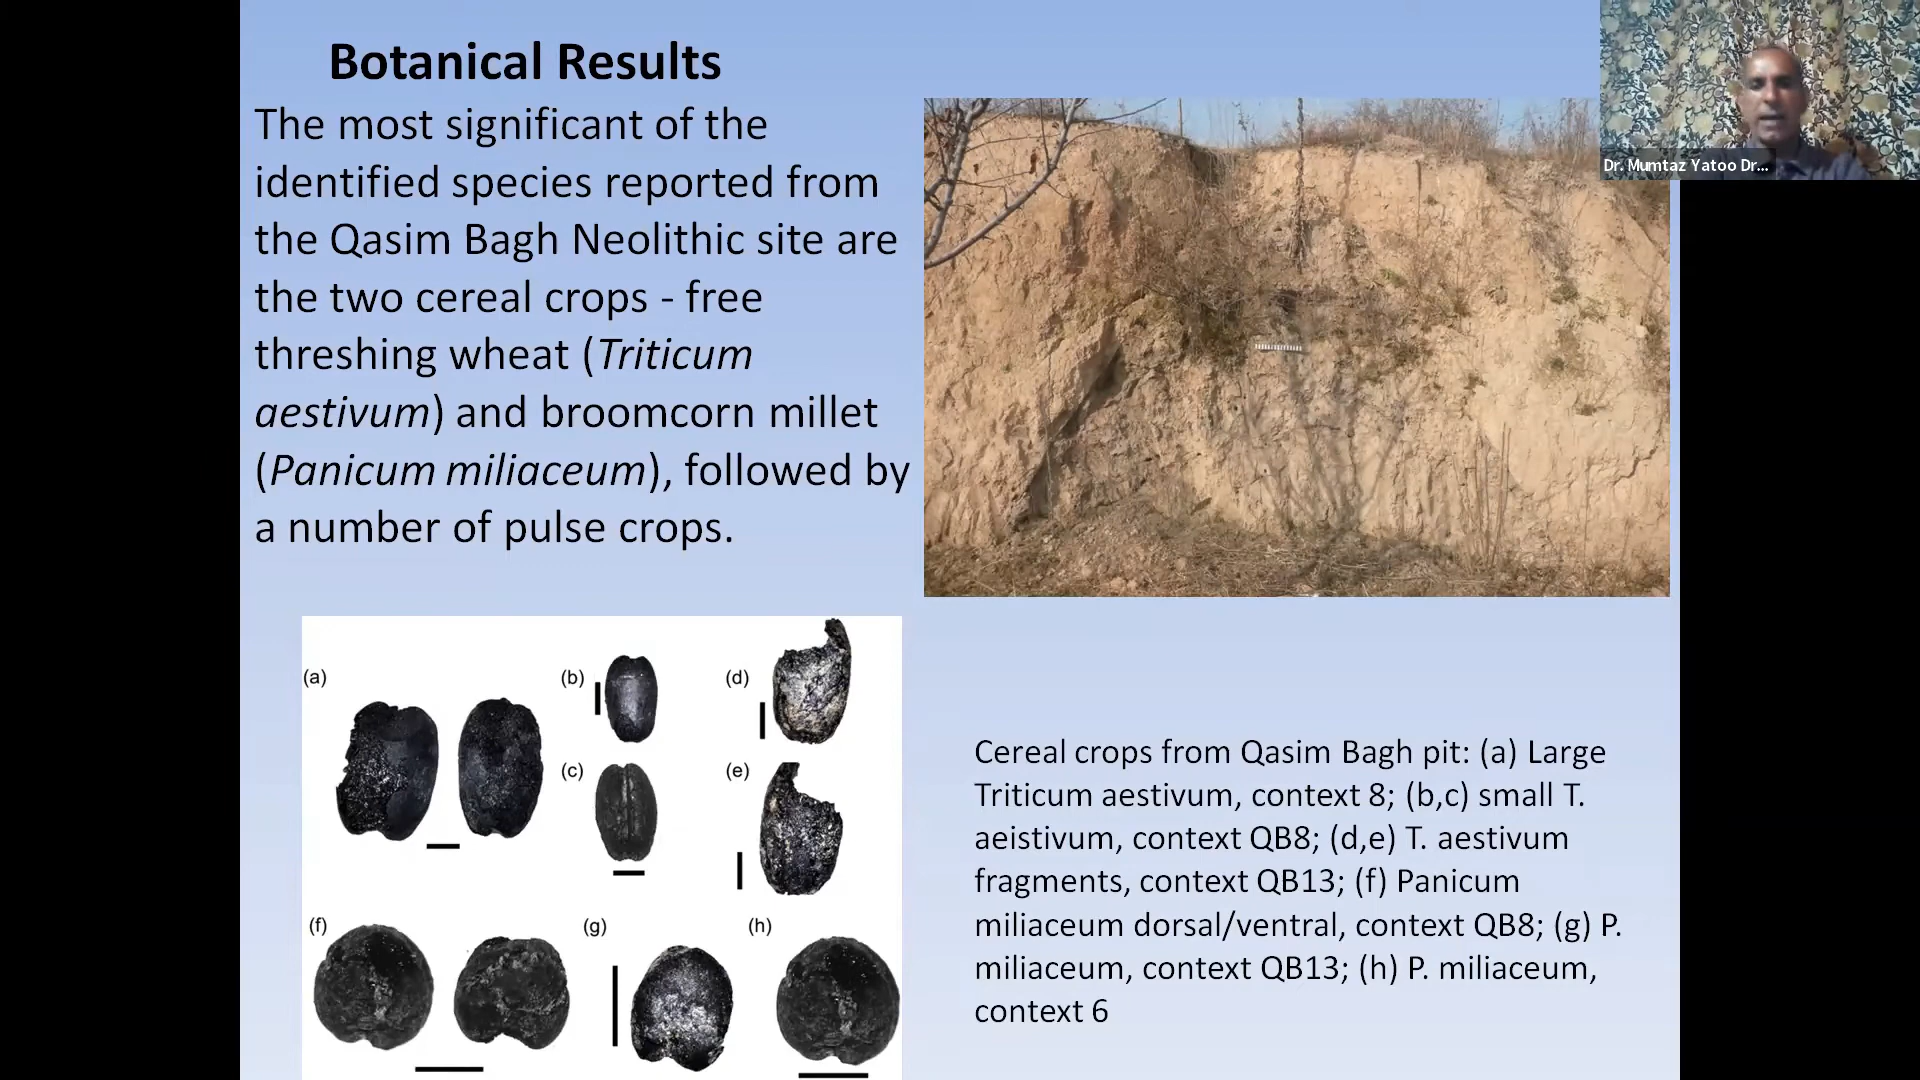 Botanical Results
The most significant of the
identified species reported from
the Qasim Bagh Neolithic site are
the two cereal crops - free
threshing wheat (Triticum
aestivum) and broomcorn millet
(Panicum miliaceum), followed by
a number of pulse crops.
Dr. Mumtaz Yatoo Dr...
(a)
(b)
(d)
(c)
(e)
(f)
(g)
(h)
Cereal crops from Qasim Bagh pit: (a) Large
Triticum aestivum, context 8; (b,c) small T.
aeistivum, context QB8; (d,e) T. aestivum
fragments, context QB13; (f) Panicum
miliaceum dorsal/ventral, context QB8; (g) P.
miliaceum, context QB13; (h) P. miliaceum,
context 6